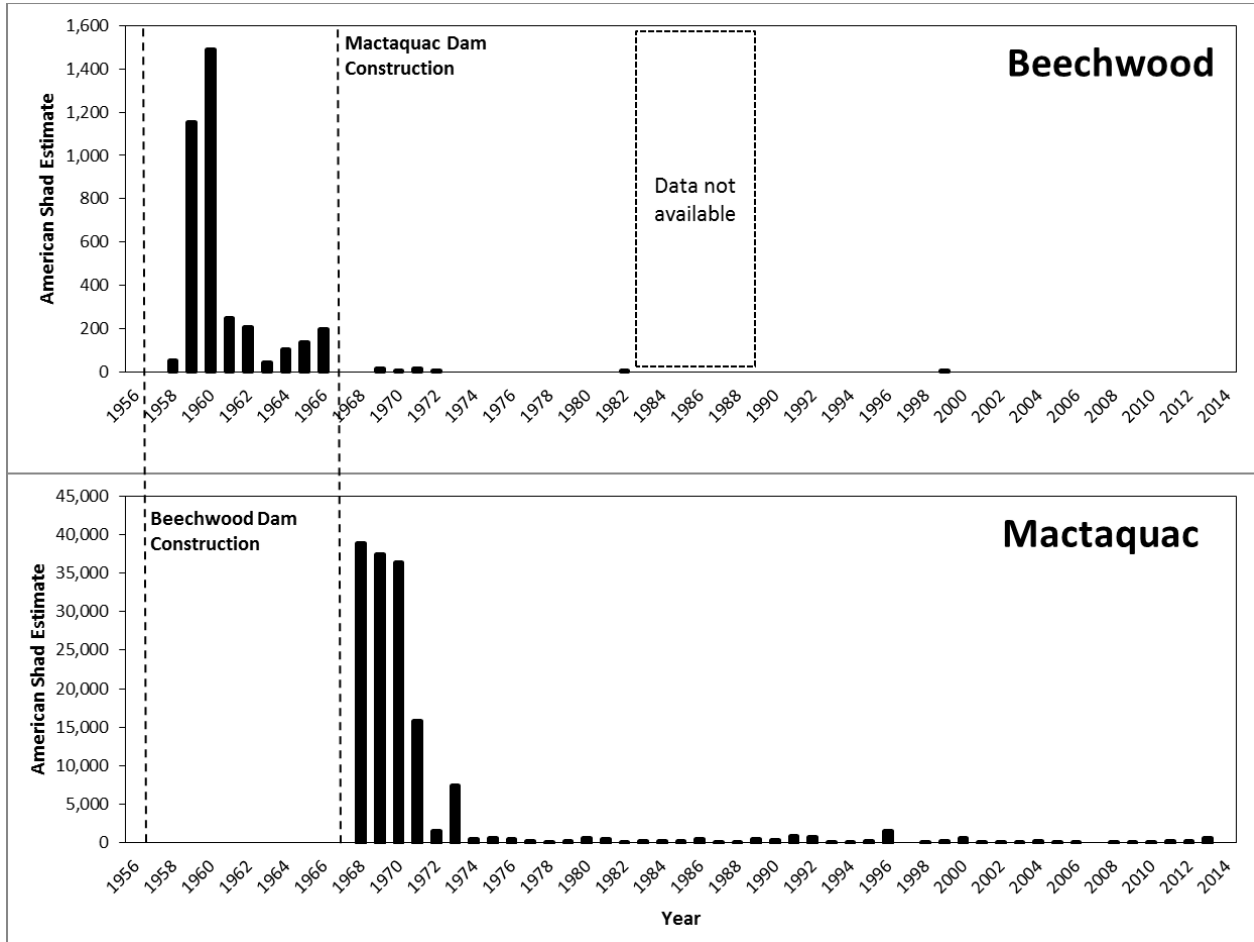 Beechwood
Mactaquac Dam
Construction
Data not
available
American Shad Estimate
1,600
1,400
1,200
1,000
800
600
400
200
0
1956 1958 1960 1962 1964 1966 1968 1970 1972 1974 1976 1978 1980 1982 1984 1986 1988 1990 1992 1994 1996 1998 2000 2002 2004 2006 2008 2010 2012 2014
Mactaquac
Beechwood Dam
Construction
American Shad Estimate
45,000
40,000
35,000
30,000
25,000
20,000
15,000
10,000
5,000
0
1956 1958 1960 1962 1964 1966 1968 1970 1972 1974 1976 1978 1980 1982 1984 1986 1988 1990 1992 1994 1996 1998 2000 2002 2004 2006 2008 2010 2012 2014
Year